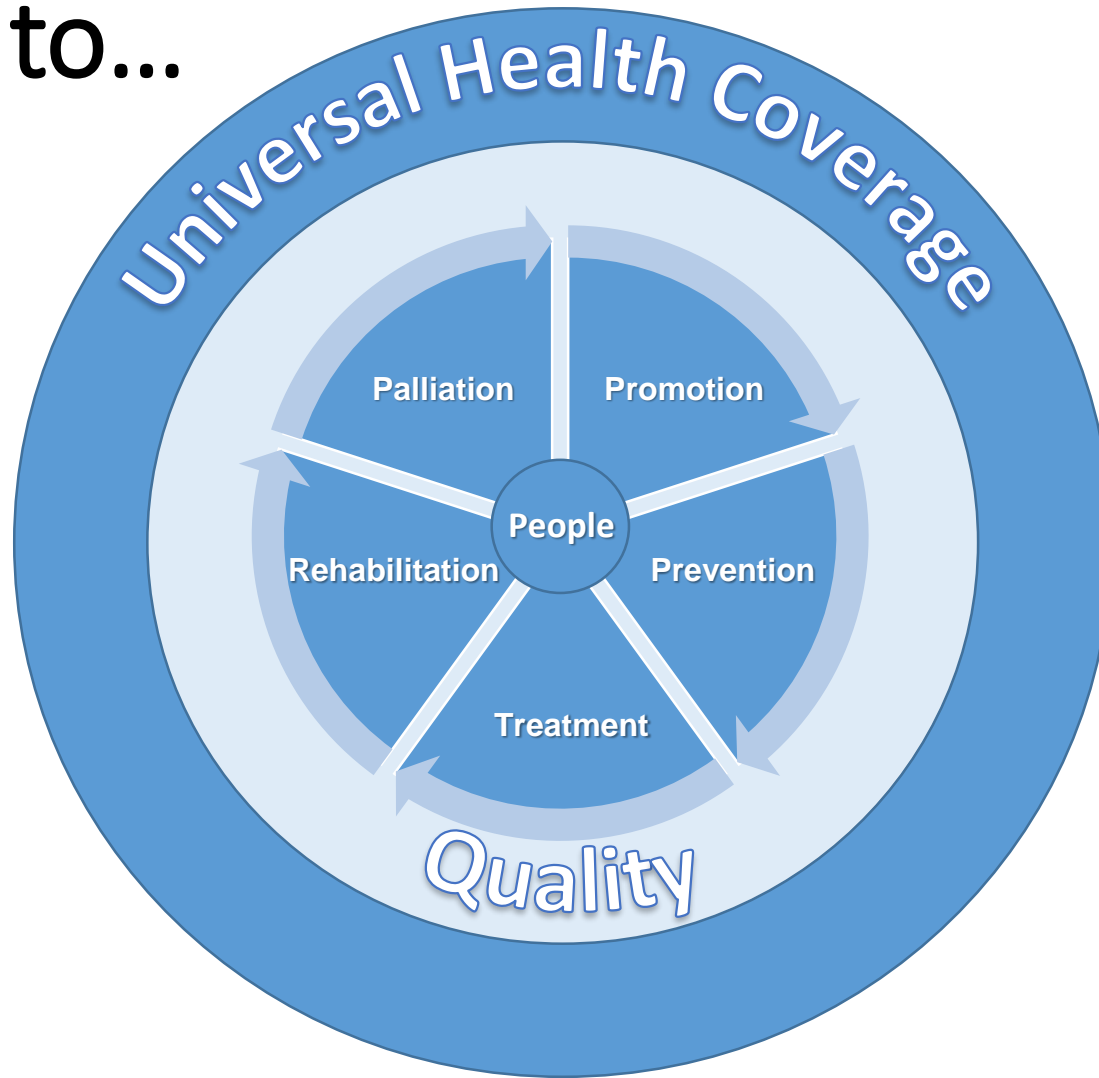 to...
Universal Health Coverage
Palliation
Promotion
People
Rehabilitation
Prevention
Treatment
Quality